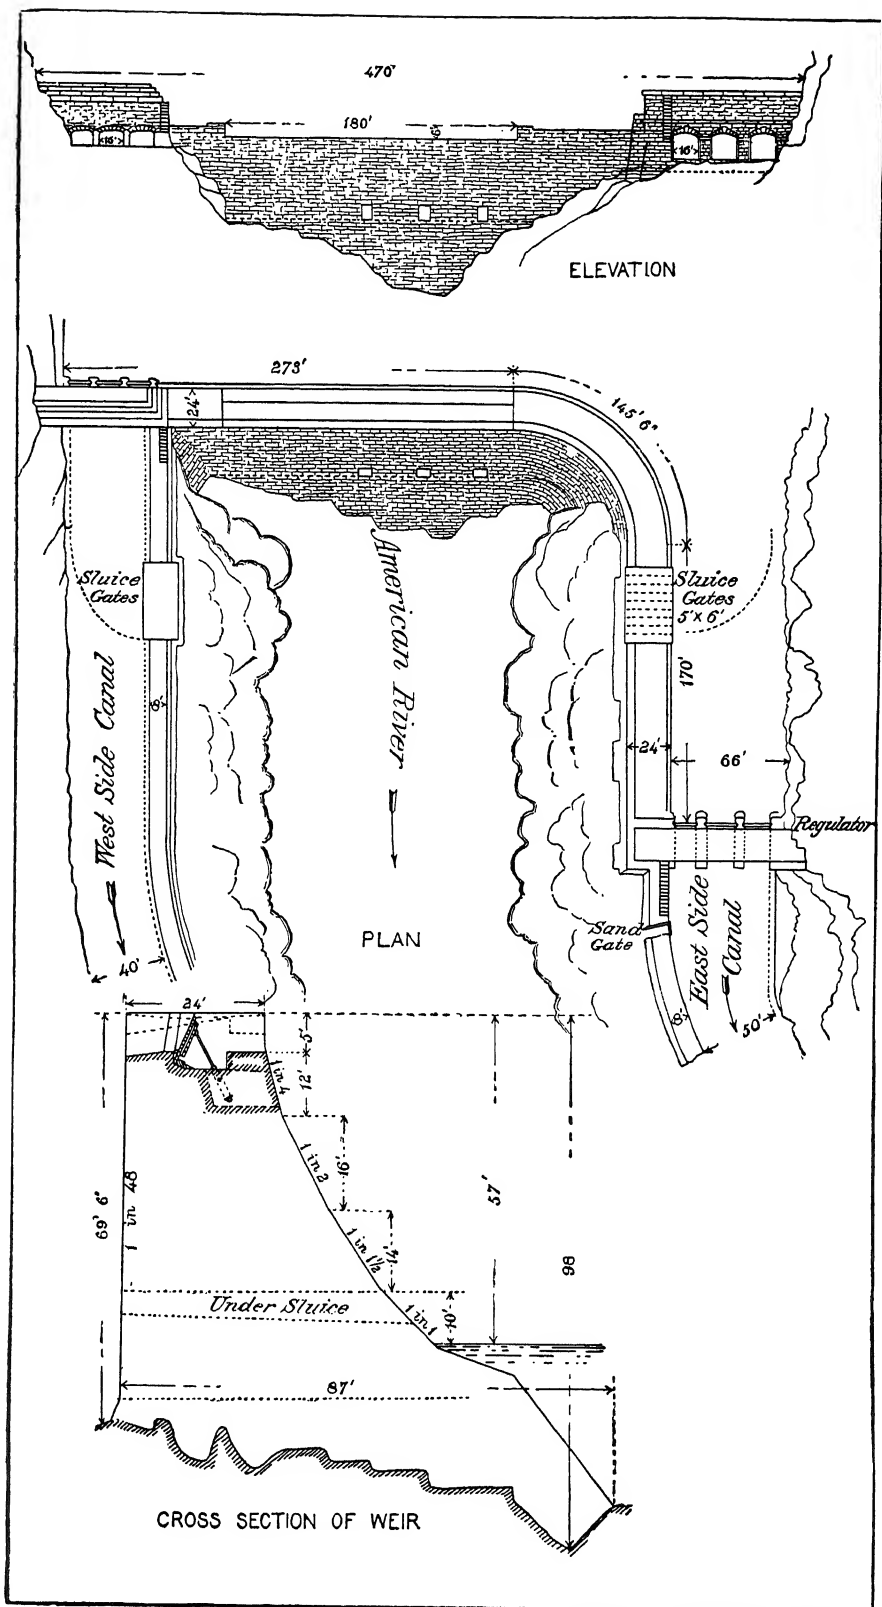 470'
180'
6'
16'
16'
ELEVATION
273'
145' 6"
24'
American River
Sluice
Gates
Sluice
Gates
5' x 6'
170'
West Side Canal
8'
24'
66'
Regulator
PLAN
Sand
Gate
East Side
Canal
40'
8'
50'
24'
5'
12'
4 in 1
1 in 2
16'
69' 6"
1 in 48
57'
98
1 in 1½
14'
Under Sluice
1 in 1
10'
87'
CROSS SECTION OF WEIR